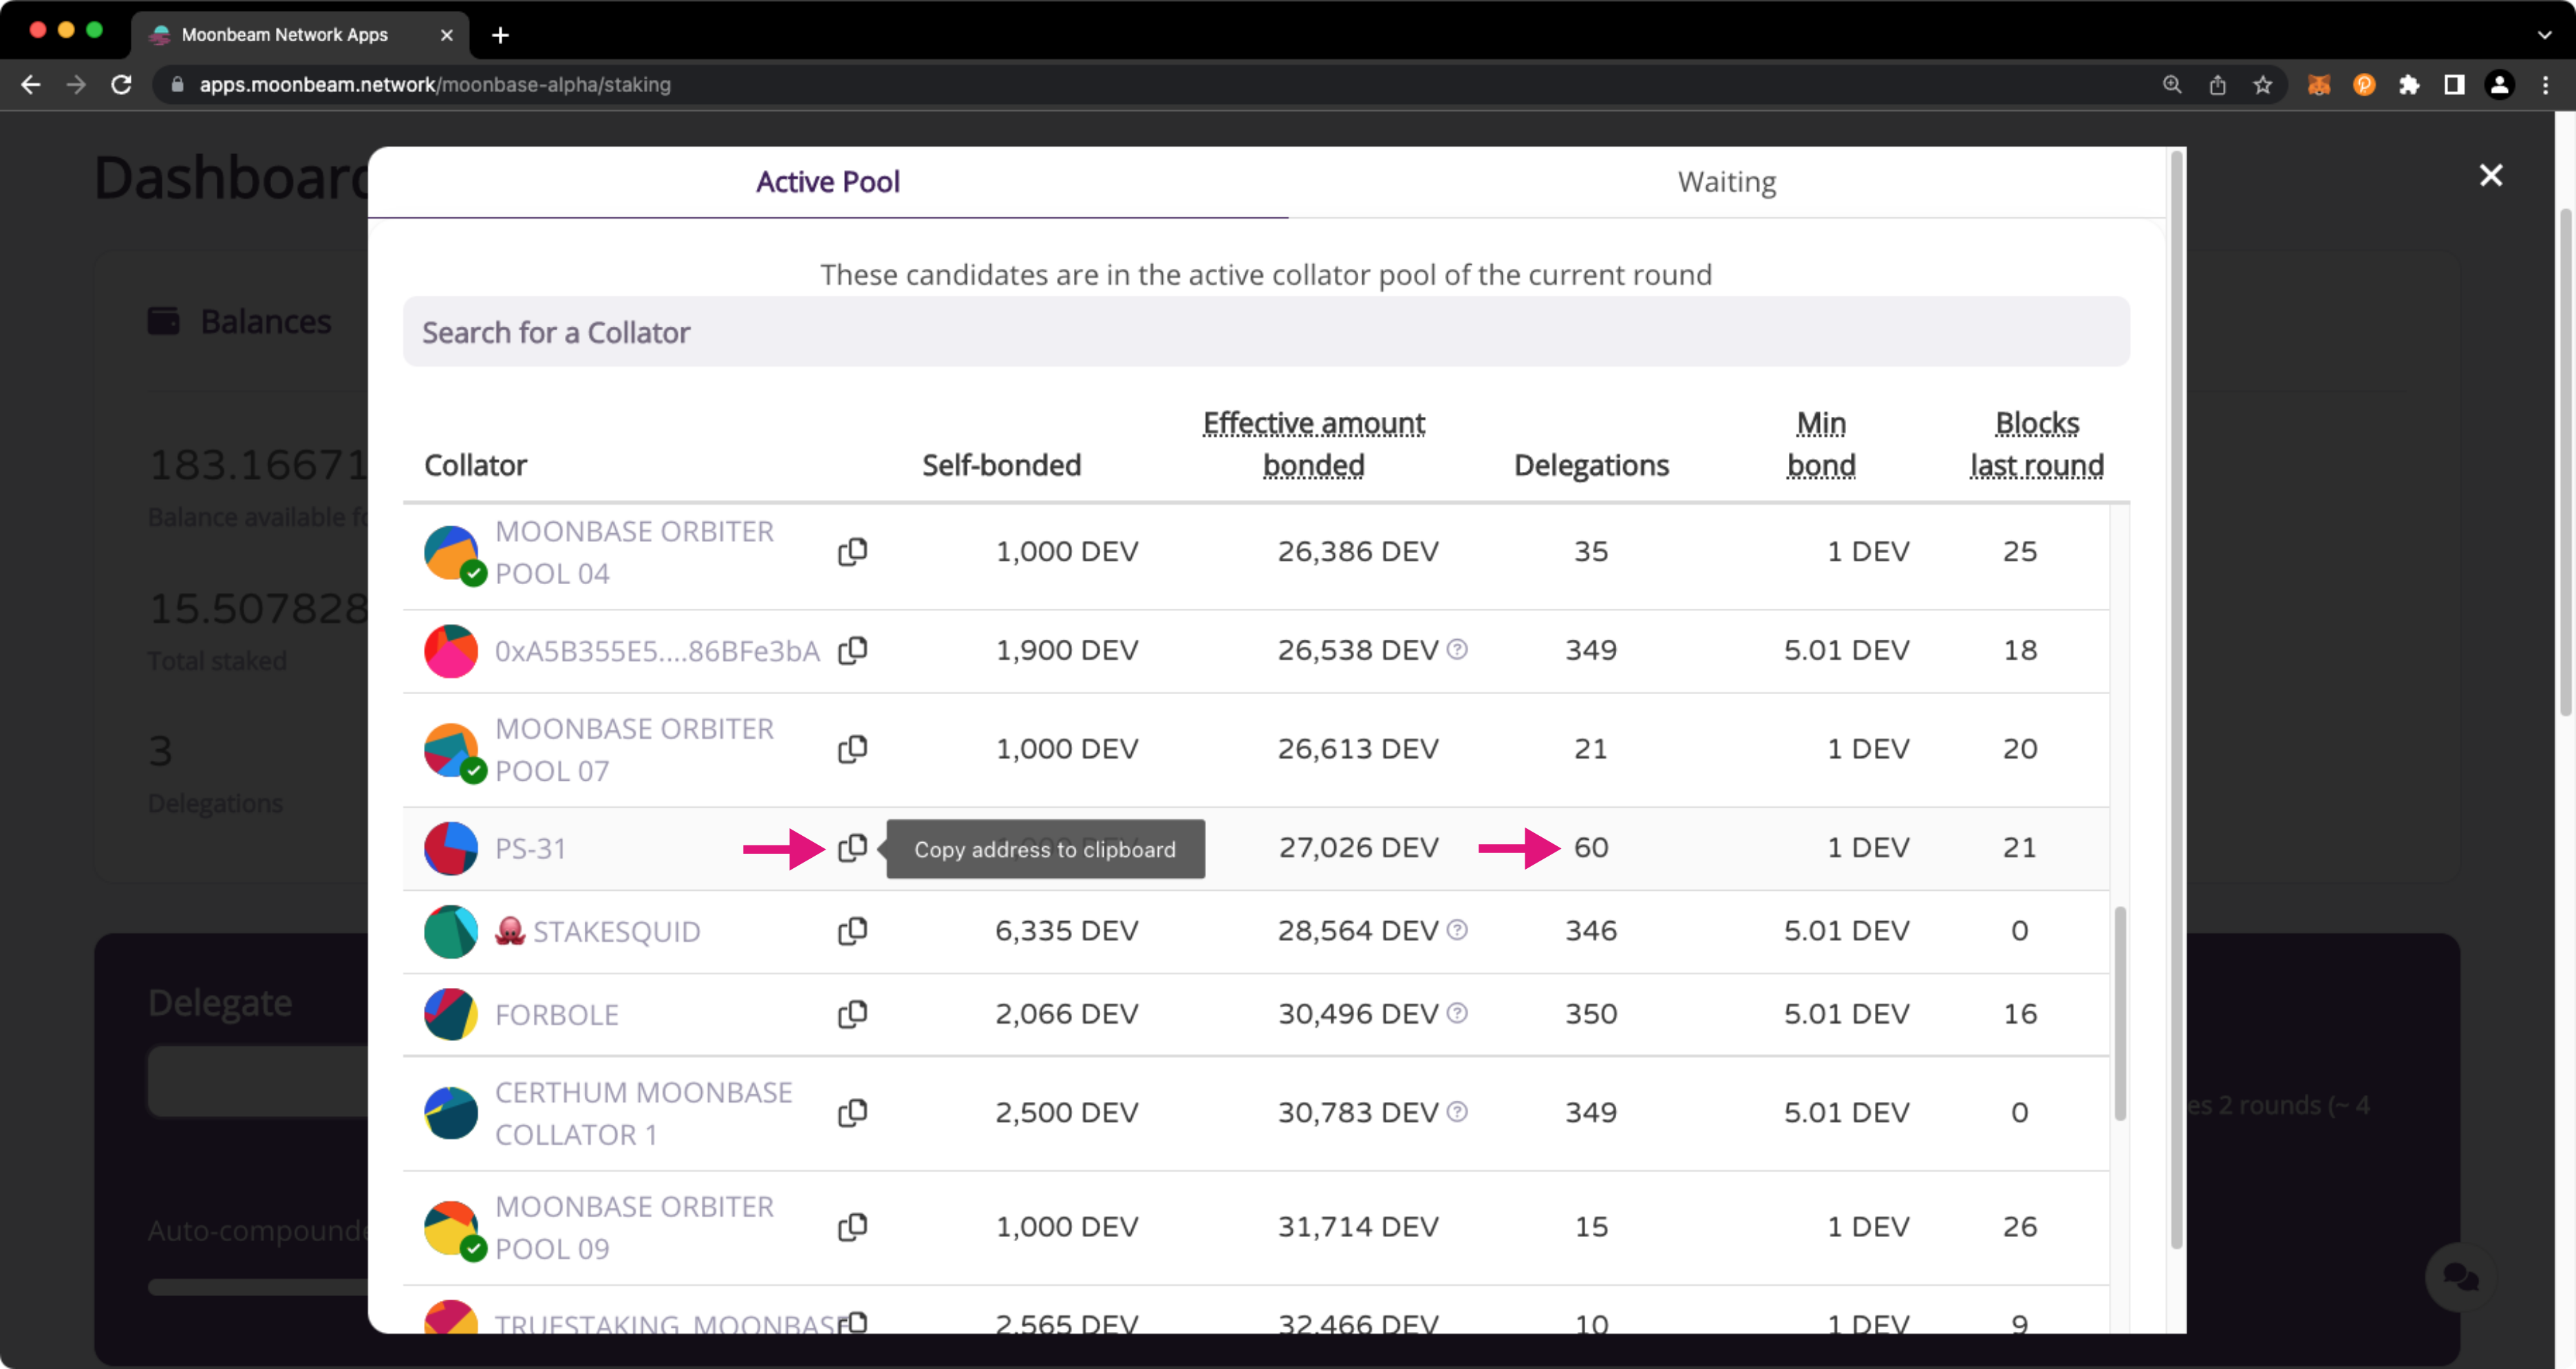 Moonbeam Network Apps
apps.moonbeam.network/moonbase-alpha/staking
Dashboard
Active Pool
Waiting
These candidates are in the active collator pool of the current round
Search for a Collator
Balances
183.16671
Balance available fo
15.507828
Total staked
3
Delegations
Delegate
Auto-compounde
es 2 rounds (~ 4
Collator Self-bonded Effective amount bonded Delegations Min bond Blocks last round
MOONBASE ORBITER POOL 04 1,000 DEV 26,386 DEV 35 1 DEV 25
0xA5B355E5....86BFe3bA 1,900 DEV 26,538 DEV ? 349 5.01 DEV 18
MOONBASE ORBITER POOL 07 1,000 DEV 26,613 DEV 21 1 DEV 20
PS-31 Copy address to clipboard 27,026 DEV 60 1 DEV 21
STAKESQUID 6,335 DEV 28,564 DEV ? 346 5.01 DEV 0
FORBOLE 2,066 DEV 30,496 DEV ? 350 5.01 DEV 16
CERTHUM MOONBASE COLLATOR 1 2,500 DEV 30,783 DEV ? 349 5.01 DEV 0
MOONBASE ORBITER POOL 09 1,000 DEV 31,714 DEV 15 1 DEV 26
TRUESTAKING_MOONBASE 2,565 DEV 32,466 DEV 10 1 DEV 9